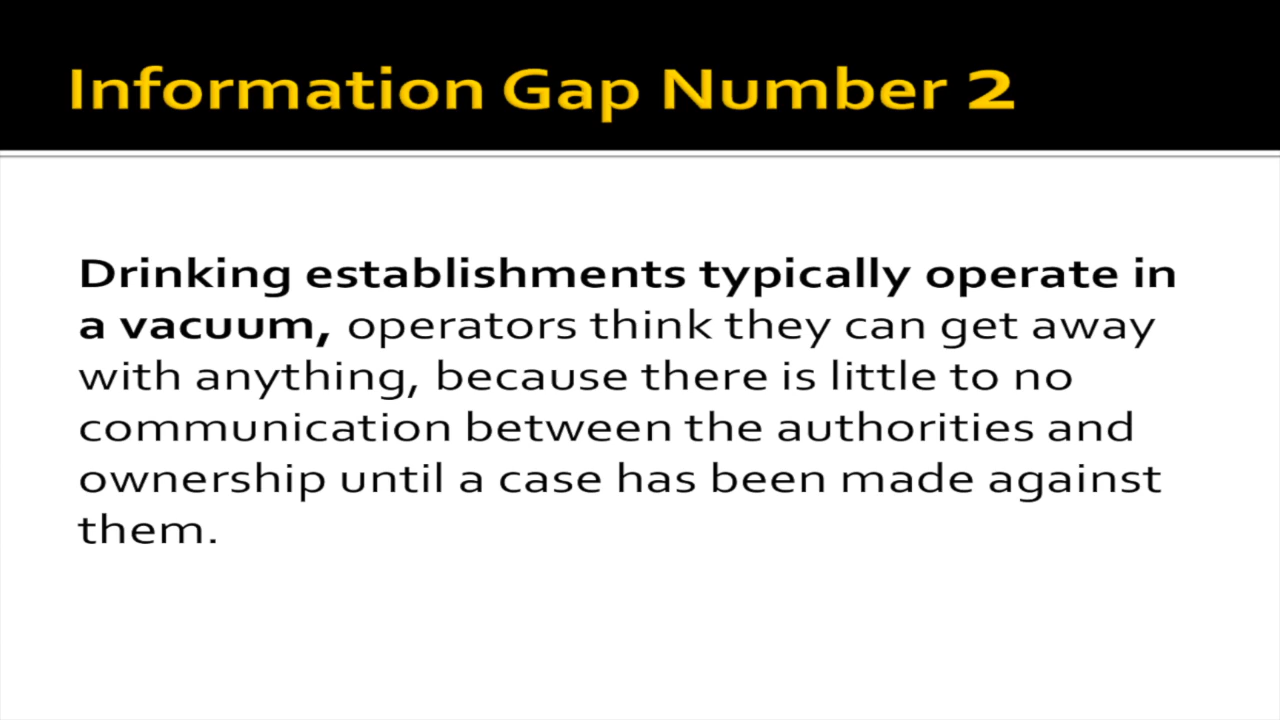 Information Gap Number 2
Drinking establishments typically operate in
a vacuum, operators think they can get away
with anything, because there is little to no
communication between the authorities and
ownership until a case has been made against
them.